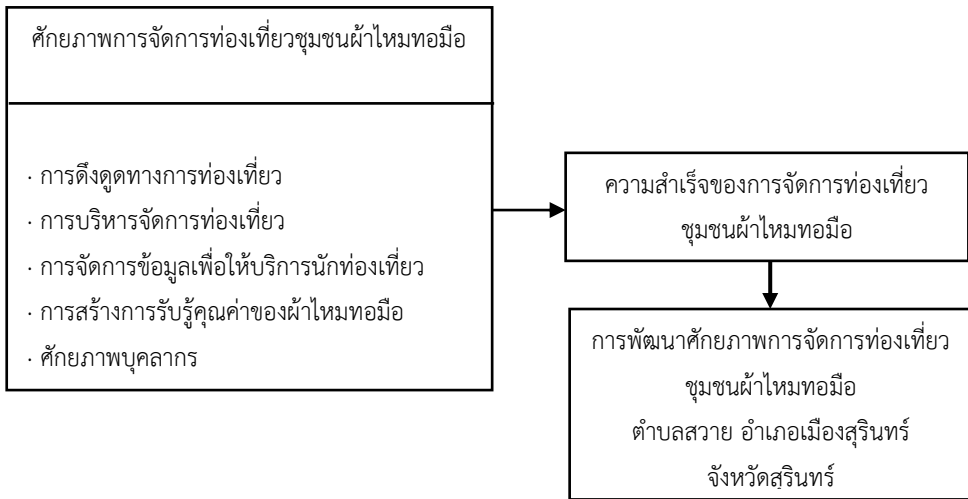 ศักยภาพการจัดการท่องเที่ยวชุมชนผ้าไหมทอมือ
· การดึงดูดทางการท่องเที่ยว
· การบริหารจัดการท่องเที่ยว
· การจัดการข้อมูลเพื่อให้บริการนักท่องเที่ยว
· การสร้างการรับรู้คุณค่าของผ้าไหมทอมือ
· ศักยภาพบุคลากร
ความสำเร็จของการจัดการท่องเที่ยว
ชุมชนผ้าไหมทอมือ
การพัฒนาศักยภาพการจัดการท่องเที่ยว
ชุมชนผ้าไหมทอมือ
ตำบลสวาย อำเภอเมืองสุรินทร์
จังหวัดสุรินทร์